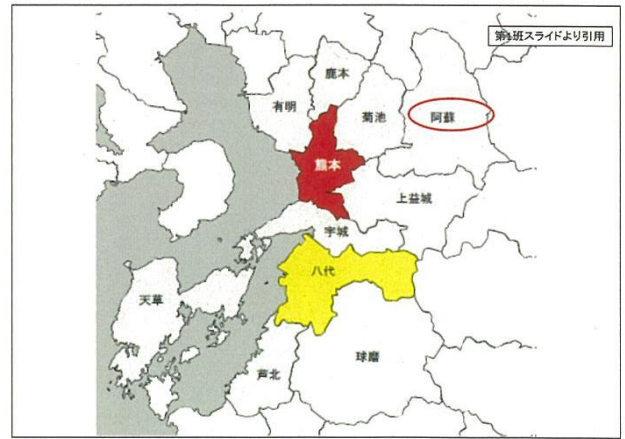 第1班スライドより引用
鹿本
有明
菊池
阿蘇
熊本
上益城
宇城
八代
天草
球磨
芦北